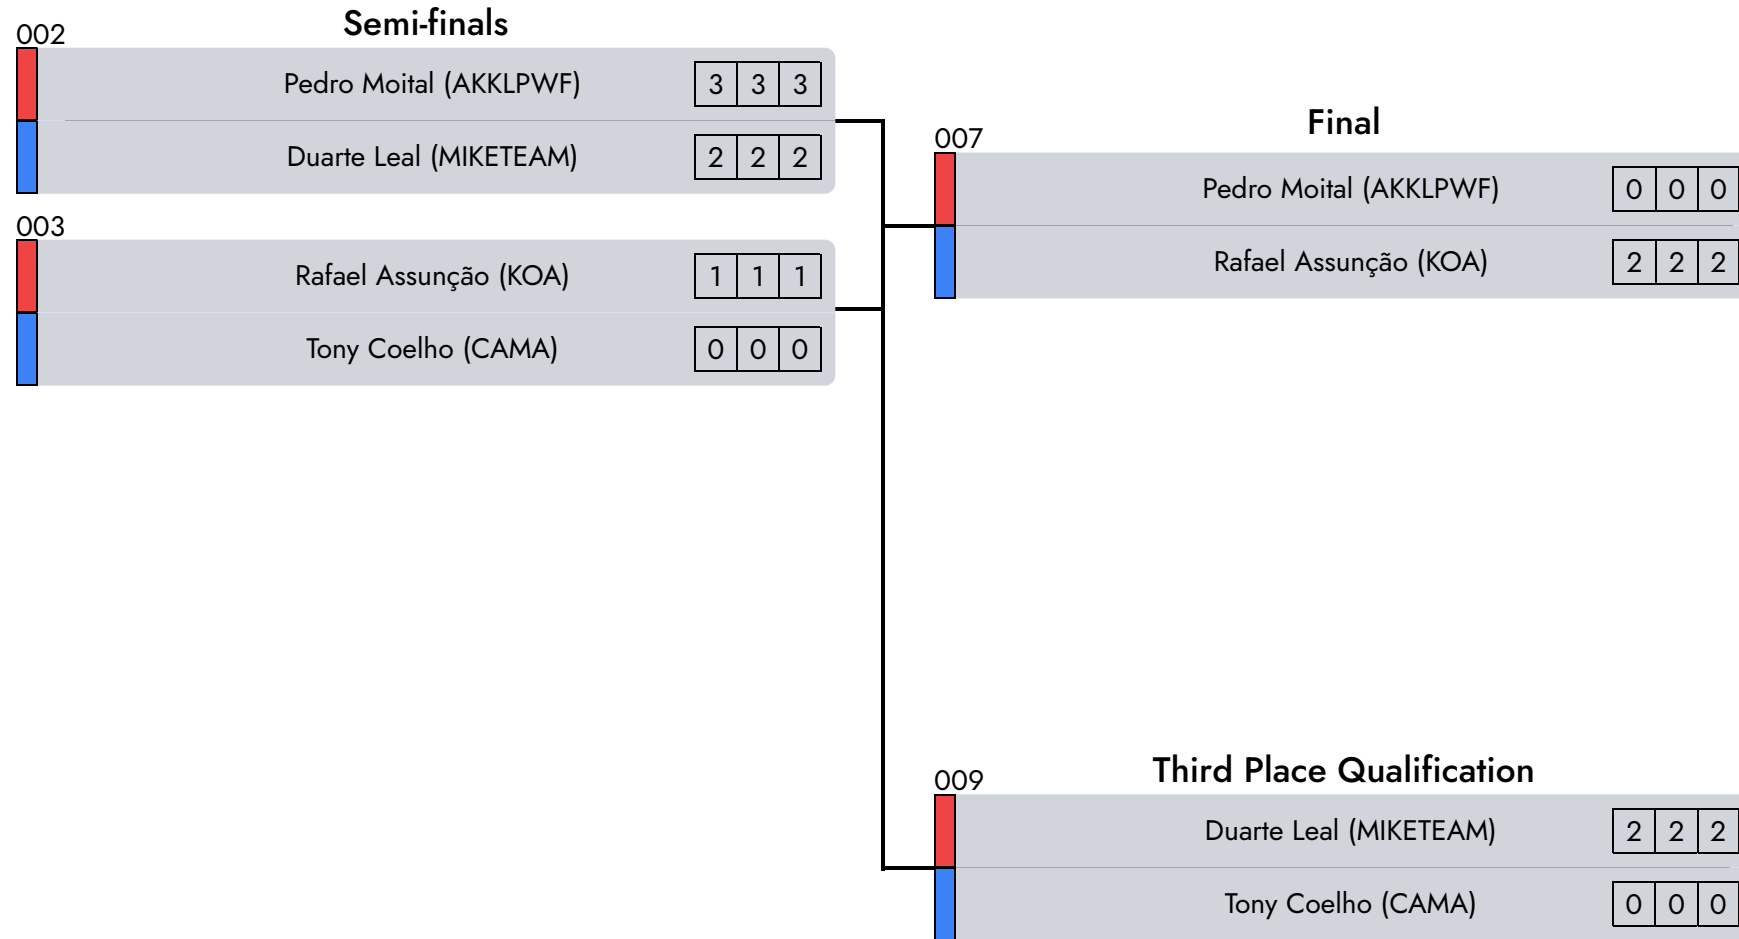 Semi-finals
002
Pedro Moital (AKKLPWF) 3 3 3
Duarte Leal (MIKETEAM) 2 2 2
003
Rafael Assunção (KOA) 1 1 1
Tony Coelho (CAMA) 0 0 0
Final
007
Pedro Moital (AKKLPWF) 0 0 0
Rafael Assunção (KOA) 2 2 2
Third Place Qualification
009
Duarte Leal (MIKETEAM) 2 2 2
Tony Coelho (CAMA) 0 0 0